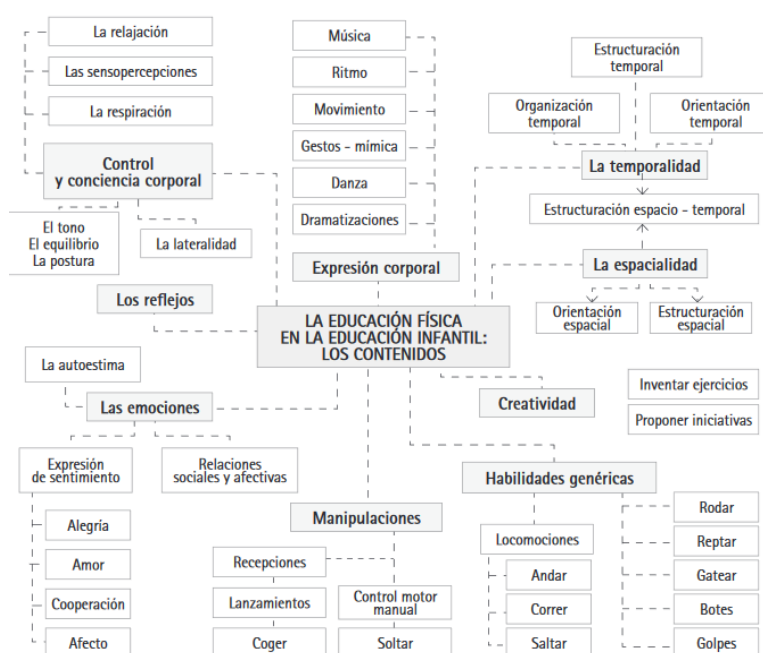 La relajación
Las sensopercepciones
La respiración
Control
y conciencia corporal
El tono
El equilibrio
La postura
La lateralidad
Música
Ritmo
Movimiento
Gestos - mímica
Danza
Dramatizaciones
Expresión corporal
Estructuración
temporal
Organización
temporal
Orientación
temporal
La temporalidad
Estructuración espacio - temporal
La espacialidad
Orientación
espacial
Estructuración
espacial
Los reflejos
LA EDUCACIÓN FÍSICA
EN LA EDUCACIÓN INFANTIL:
LOS CONTENIDOS
La autoestima
Las emociones
Expresión
de sentimiento
Relaciones
sociales y afectivas
Alegría
Amor
Cooperación
Afecto
Manipulaciones
Recepciones
Lanzamientos
Coger
Control motor
manual
Soltar
Creatividad
Inventar ejercicios
Proponer iniciativas
Habilidades genéricas
Locomociones
Andar
Correr
Saltar
Rodar
Reptar
Gatear
Botes
Golpes